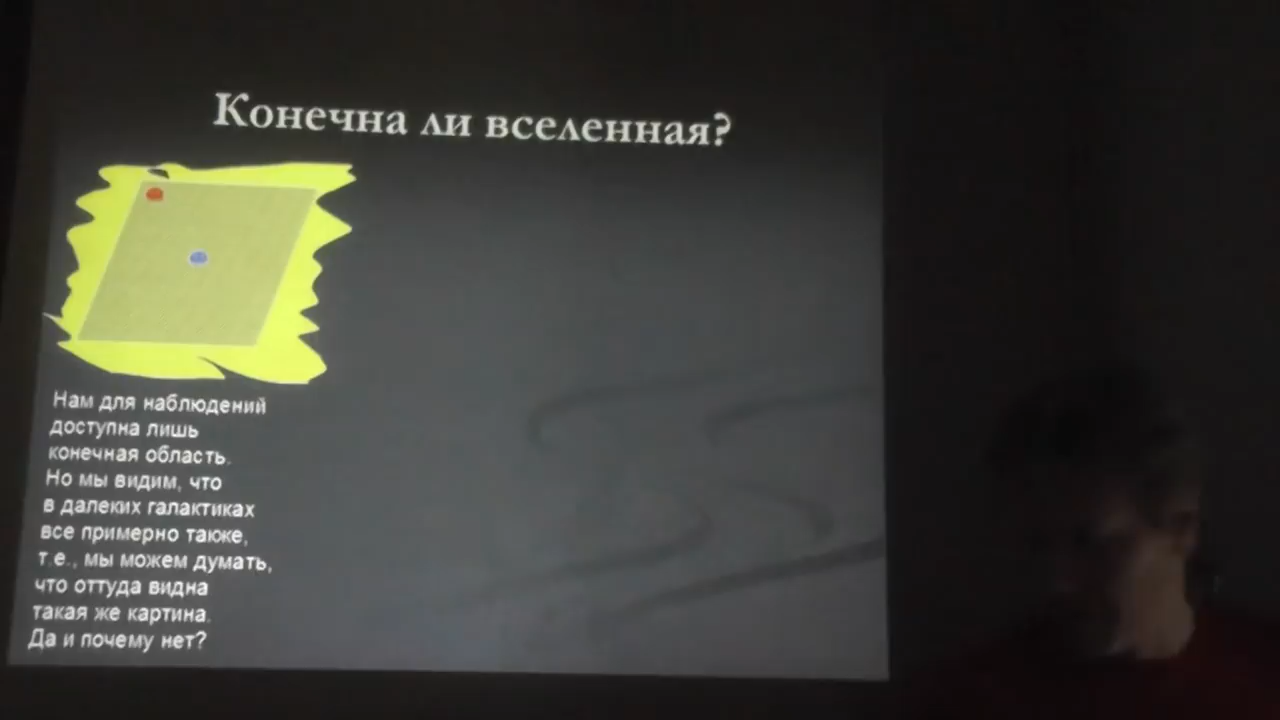 Конечна ли вселенная?
Нам для наблюдений
доступна лишь
конечная область.
Но мы видим, что
в далеких галактиках
все примерно также,
т.е., мы можем думать,
что оттуда видна
такая же картина.
Да и почему нет?